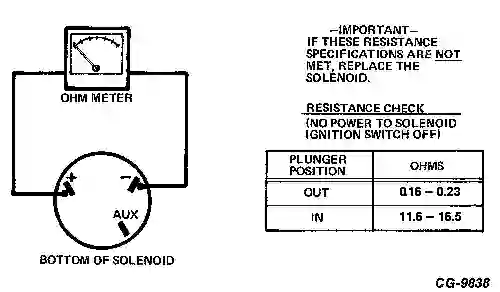 OHM METER
+
−
AUX
BOTTOM OF SOLENOID
–IMPORTANT–
IF THESE RESISTANCE
SPECIFICATIONS ARE NOT
MET, REPLACE THE
SOLENOID.
RESISTANCE CHECK
(NO POWER TO SOLENOID
IGNITION SWITCH OFF)
PLUNGER POSITION OHMS
OUT 0.16 – 0.23
IN 11.6 – 16.5
CG-9838